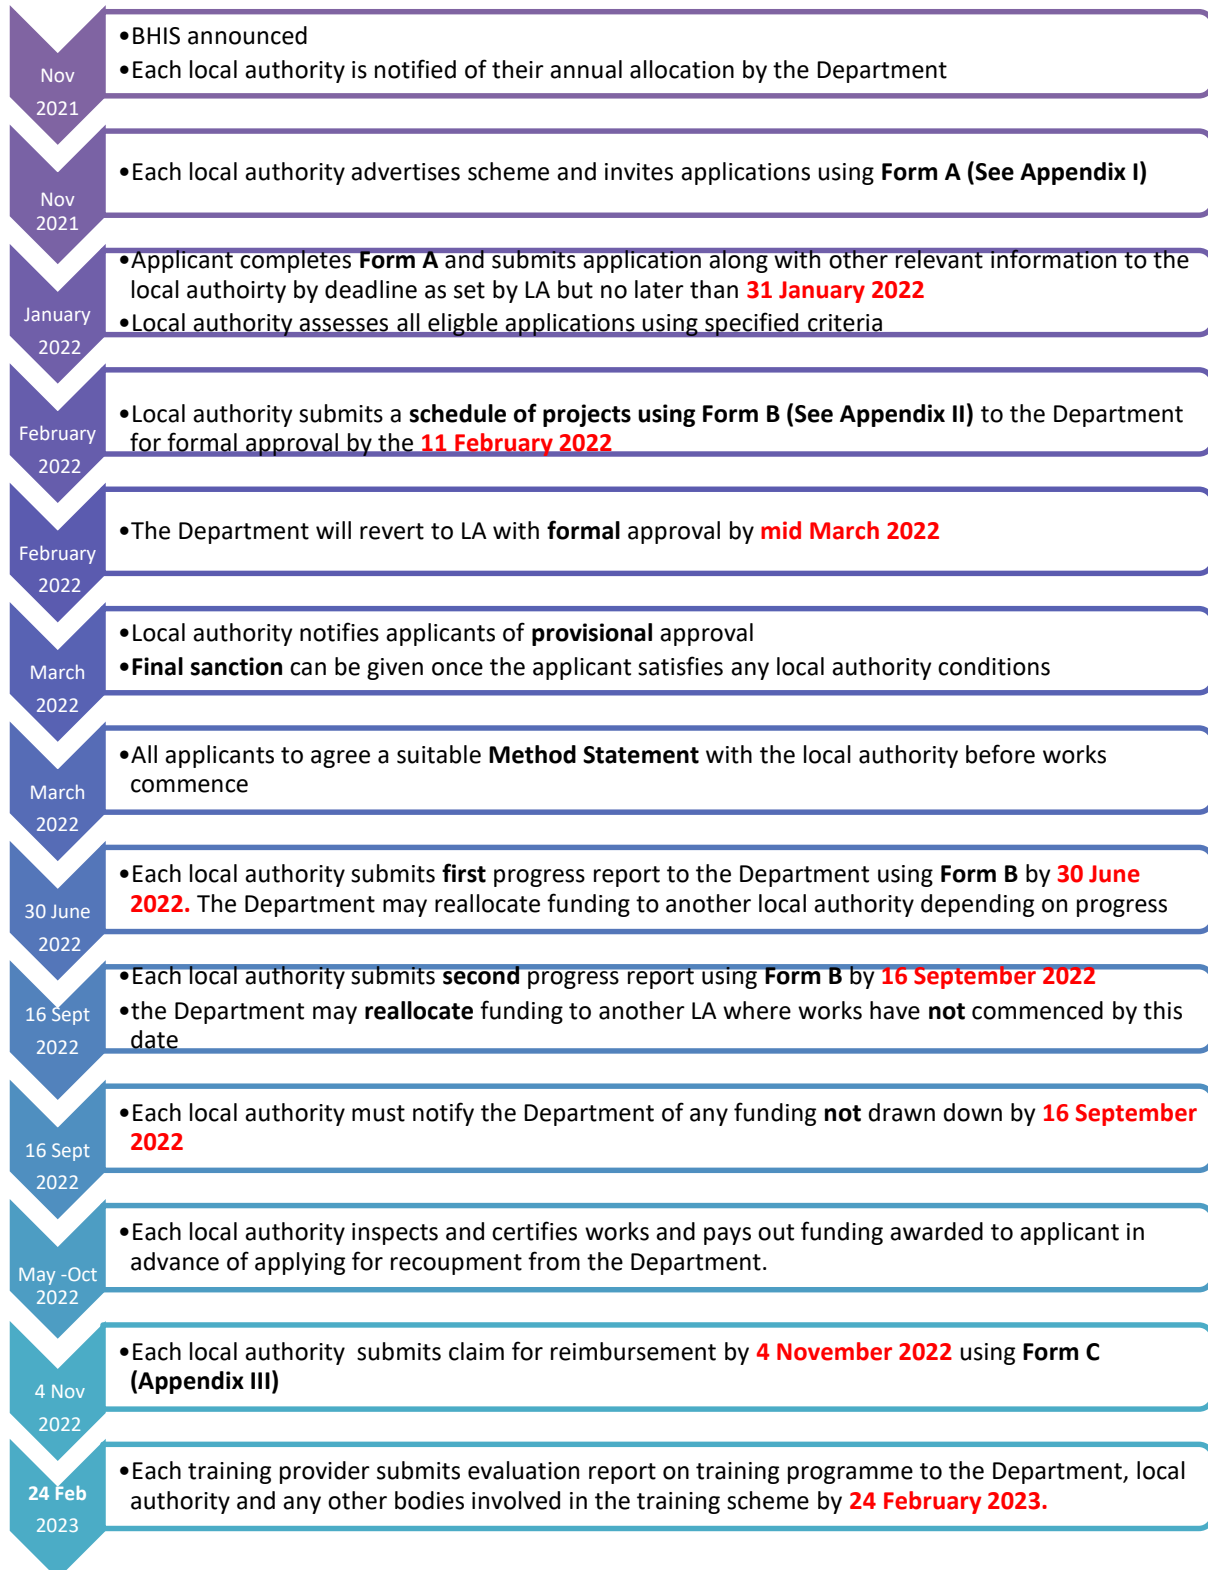 Nov
2021
•BHIS announced
•Each local authority is notified of their annual allocation by the Department
Nov
2021
•Each local authority advertises scheme and invites applications using Form A (See Appendix I)
January
2022
•Applicant completes Form A and submits application along with other relevant information to the
local authoirty by deadline as set by LA but no later than 31 January 2022
•Local authority assesses all eligble applications using specified criteria
February
2022
•Local authority submits a schedule of projects using Form B (See Appendix II) to the Department
for formal approval by the 11 February 2022
February
2022
•The Department will revert to LA with formal approval by mid March 2022
March
2022
•Local authority notifies applicants of provisional approval
•Final sanction can be given once the applicant satisfies any local authority conditions
March
2022
•All applicants to agree a suitable Method Statement with the local authority before works
commence
30 June
2022
•Each local authority submits first progress report to the Department using Form B by 30 June
2022. The Department may reallocate funding to another local authority depending on progress
16 Sept
2022
•Each local authority submits second progress report using Form B by 16 September 2022
•the Department may reallocate funding to another LA where works have not commenced by this
date
16 Sept
2022
•Each local authority must notify the Department of any funding not drawn down by 16 September
2022
May -Oct
2022
•Each local authority inspects and certifies works and pays out funding awarded to applicant in
advance of applying for recoupment from the Department.
4 Nov
2022
•Each local authority  submits claim for reimbursement by 4 November 2022 using Form C
(Appendix III)
24 Feb
2023
•Each training provider submits evaluation report on training programme to the Department, local
authority and any other bodies involved in the training scheme by 24 February 2023.